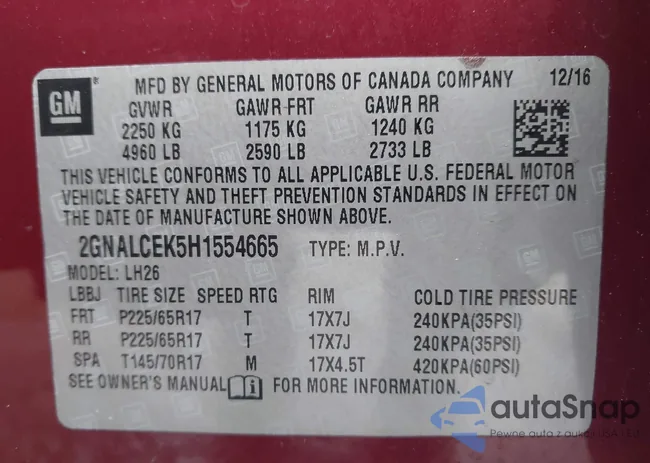 GM ® MFD BY GENERAL MOTORS OF CANADA COMPANY 12/16
GVWR GAWR FRT GAWR RR
2250 KG 1175 KG 1240 KG
4960 LB 2590 LB 2733 LB
THIS VEHICLE CONFORMS TO ALL APPLICABLE U.S. FEDERAL MOTOR
VEHICLE SAFETY AND THEFT PREVENTION STANDARDS IN EFFECT ON
THE DATE OF MANUFACTURE SHOWN ABOVE.
2GNALCEK5H1554665 TYPE: M.P.V.
MODEL: LH26
LBBJ TIRE SIZE SPEED RTG RIM COLD TIRE PRESSURE
FRT P225/65R17 T 17X7J 240KPA(35PSI)
RR P225/65R17 T 17X7J 240KPA(35PSI)
SPA T145/70R17 M 17X4.5T 420KPA(60PSI)
SEE OWNER'S MANUAL FOR MORE INFORMATION.
autaSnap
Pewne auta z aukcji USA